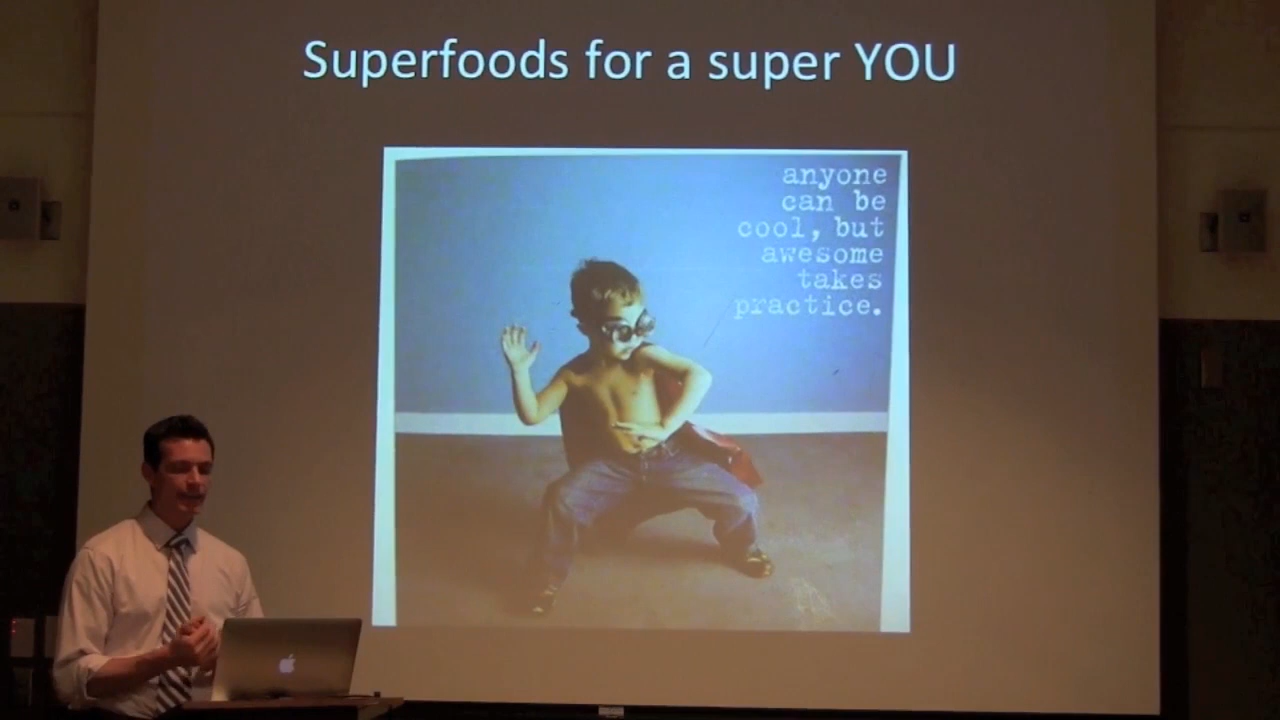 Superfoods for a super YOU
anyone
can be
cool, but
awesome
takes
practice.